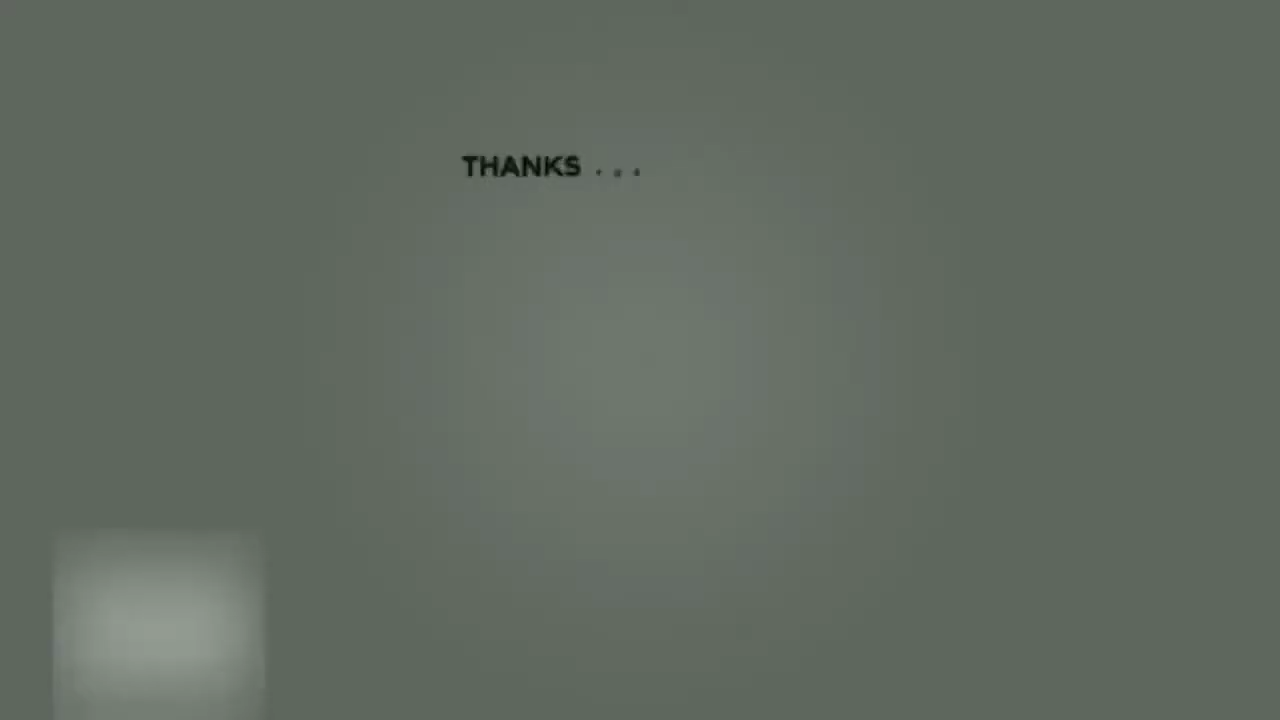 THANKS . . .